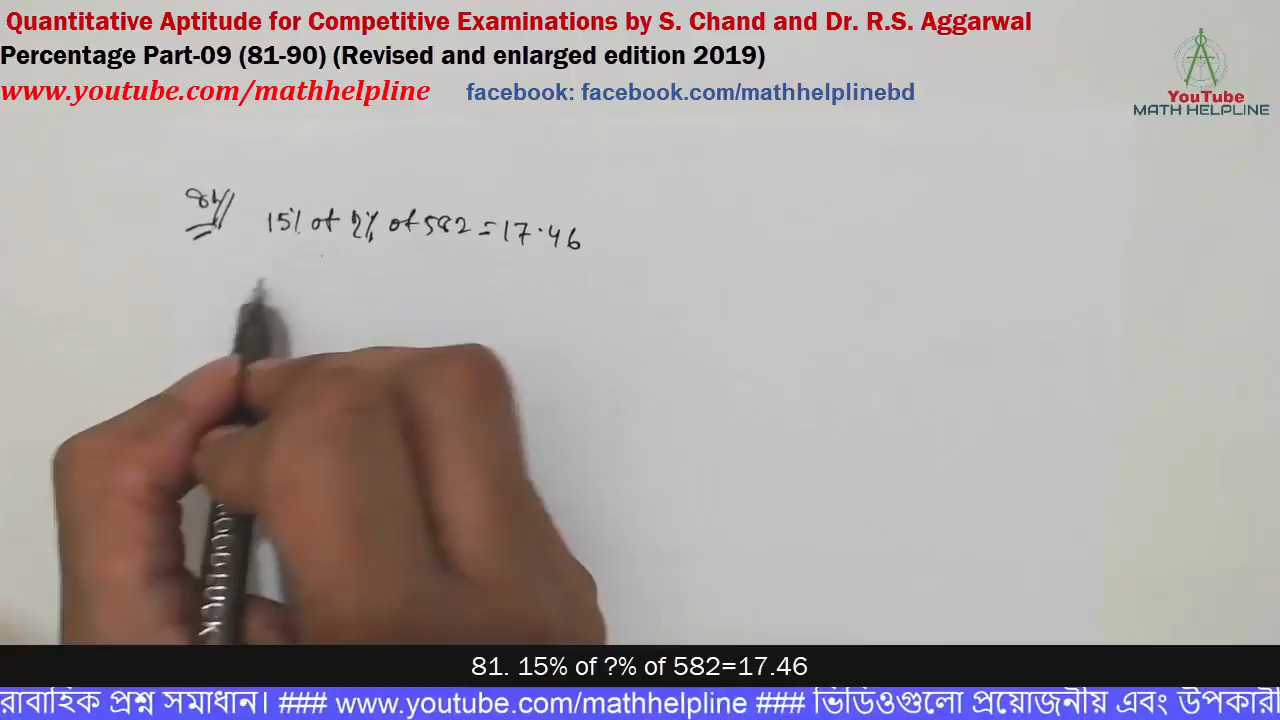 Quantitative Aptitude for Competitive Examinations by S. Chand and Dr. R.S. Aggarwal
Percentage Part-09 (81-90) (Revised and enlarged edition 2019)
www.youtube.com/mathhelpline facebook: facebook.com/mathhelplinebd
YouTube
MATH HELPLINE
81 15% of ?% of 582 = 17.46
GOOD LUCK
81. 15% of ?% of 582=17.46
রাবাহিক প্রশ্ন সমাধান। ### www.youtube.com/mathhelpline ### ভিডিওগুলো প্রয়োজনীয় এবং উপকারী